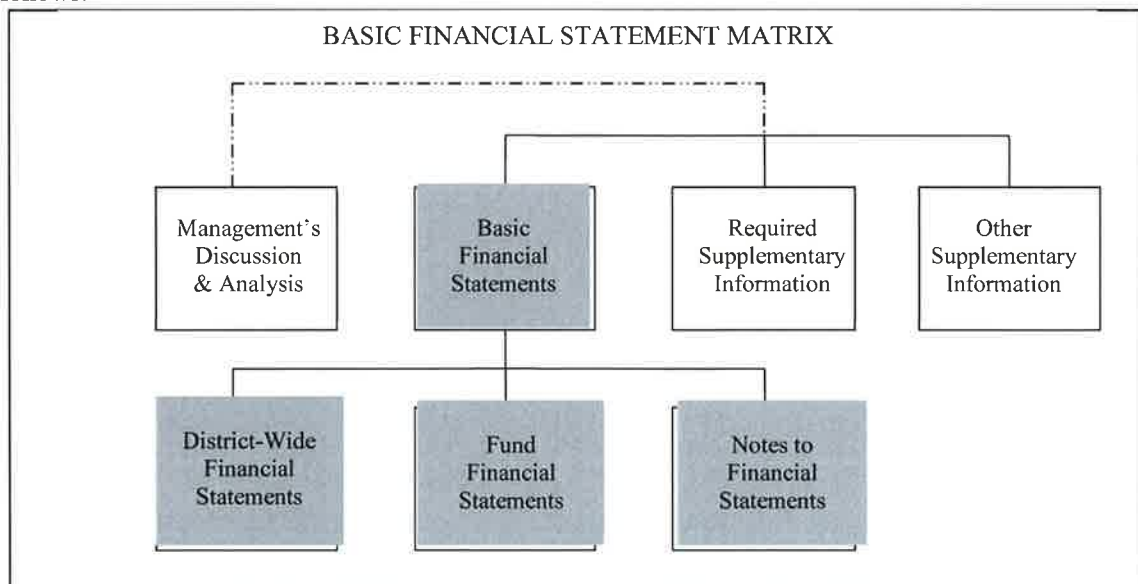 BASIC FINANCIAL STATEMENT MATRIX
Management's
Discussion
& Analysis
Basic
Financial
Statements
Required
Supplementary
Information
Other
Supplementary
Information
District-Wide
Financial
Statements
Fund
Financial
Statements
Notes to
Financial
Statements